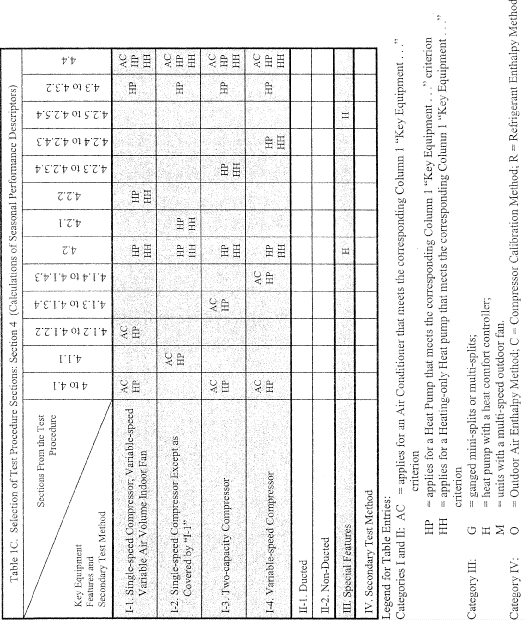 Table 1C. Selection of Test Procedure Sections: Section 4 (Calculations of Seasonal Performance Descriptors)
Sections From the Test
Procedure
Key Equipment
Features and
Secondary Test Method
4 to 4.1
4.1.1
4.1.2 to 4.1.2.2
4.1.3 to 4.1.3.1
4.1.4 to 4.1.4.3
4.2
4.2.1
4.2.2
4.2.3 to 4.2.3.4
4.2.4 to 4.2.4.3
4.2.5 to 4.2.5.4
4.3 to 4.3.2
4.4
I-1. Single-speed Compressor; Variable-speed
Variable Air Volume Indoor Fan
AC
HP
AC
HP
HP
HH
HP
HH
HP
AC
HP
HH
I-2. Single-speed Compressor Except as
Covered by "I-1"
AC
HP
HP
HH
HP
HH
HP
AC
HP
HH
I-3. Two-capacity Compressor
AC
HP
AC
HP
HP
HH
HP
HH
HP
AC
HP
HH
I-4. Variable-speed Compressor
AC
HP
AC
HP
HP
HH
HP
HH
HP
AC
HP
HH
II-1. Ducted
II-2. Non-Ducted
III. Special Features
H
H
IV. Secondary Test Method
Legend for Table Entries:
Categories I and II: AC = applies for an Air Conditioner that meets the corresponding Column 1 "Key Equipment . . ."
criterion
HP = applies for a Heat Pump that meets the corresponding Column 1 "Key Equipment . . ." criterion
HH = applies for a Heating-only Heat pump that meets the corresponding Column 1 "Key Equipment . . ."
criterion
Category III: G = ganged mini-splits or multi-splits;
H = heat pump with a heat comfort controller;
M = units with a multi-speed outdoor fan.
Category IV: O = Outdoor Air Enthalpy Method; C = Compressor Calibration Method; R = Refrigerant Enthalpy Method